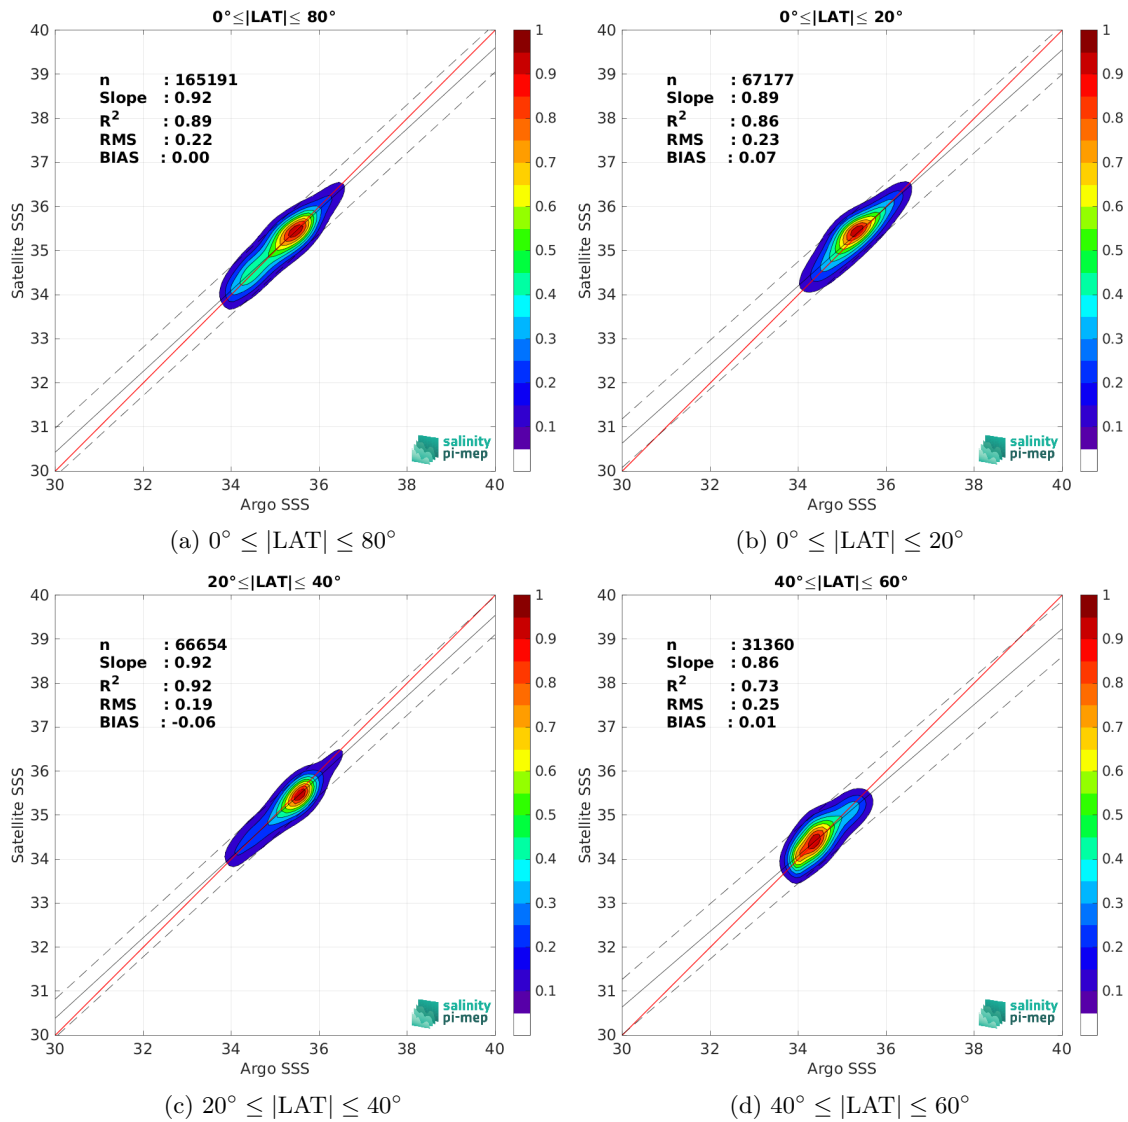 0°≤|LAT|≤ 80°
n : 165191
Slope : 0.92
R² : 0.89
RMS : 0.22
BIAS : 0.00
40
39
38
37
36
35
34
33
32
31
30
30 32 34 36 38 40
Satellite SSS
Argo SSS
1
0.9
0.8
0.7
0.6
0.5
0.4
0.3
0.2
0.1
salinity
pi-mep
(a) 0° ≤ |LAT| ≤ 80°
0°≤|LAT|≤ 20°
n : 67177
Slope : 0.89
R² : 0.86
RMS : 0.23
BIAS : 0.07
40
39
38
37
36
35
34
33
32
31
30
30 32 34 36 38 40
Satellite SSS
Argo SSS
1
0.9
0.8
0.7
0.6
0.5
0.4
0.3
0.2
0.1
salinity
pi-mep
(b) 0° ≤ |LAT| ≤ 20°
20°≤|LAT|≤ 40°
n : 66654
Slope : 0.92
R² : 0.92
RMS : 0.19
BIAS : -0.06
40
39
38
37
36
35
34
33
32
31
30
30 32 34 36 38 40
Satellite SSS
Argo SSS
1
0.9
0.8
0.7
0.6
0.5
0.4
0.3
0.2
0.1
salinity
pi-mep
(c) 20° ≤ |LAT| ≤ 40°
40°≤|LAT|≤ 60°
n : 31360
Slope : 0.86
R² : 0.73
RMS : 0.25
BIAS : 0.01
40
39
38
37
36
35
34
33
32
31
30
30 32 34 36 38 40
Satellite SSS
Argo SSS
1
0.9
0.8
0.7
0.6
0.5
0.4
0.3
0.2
0.1
salinity
pi-mep
(d) 40° ≤ |LAT| ≤ 60°